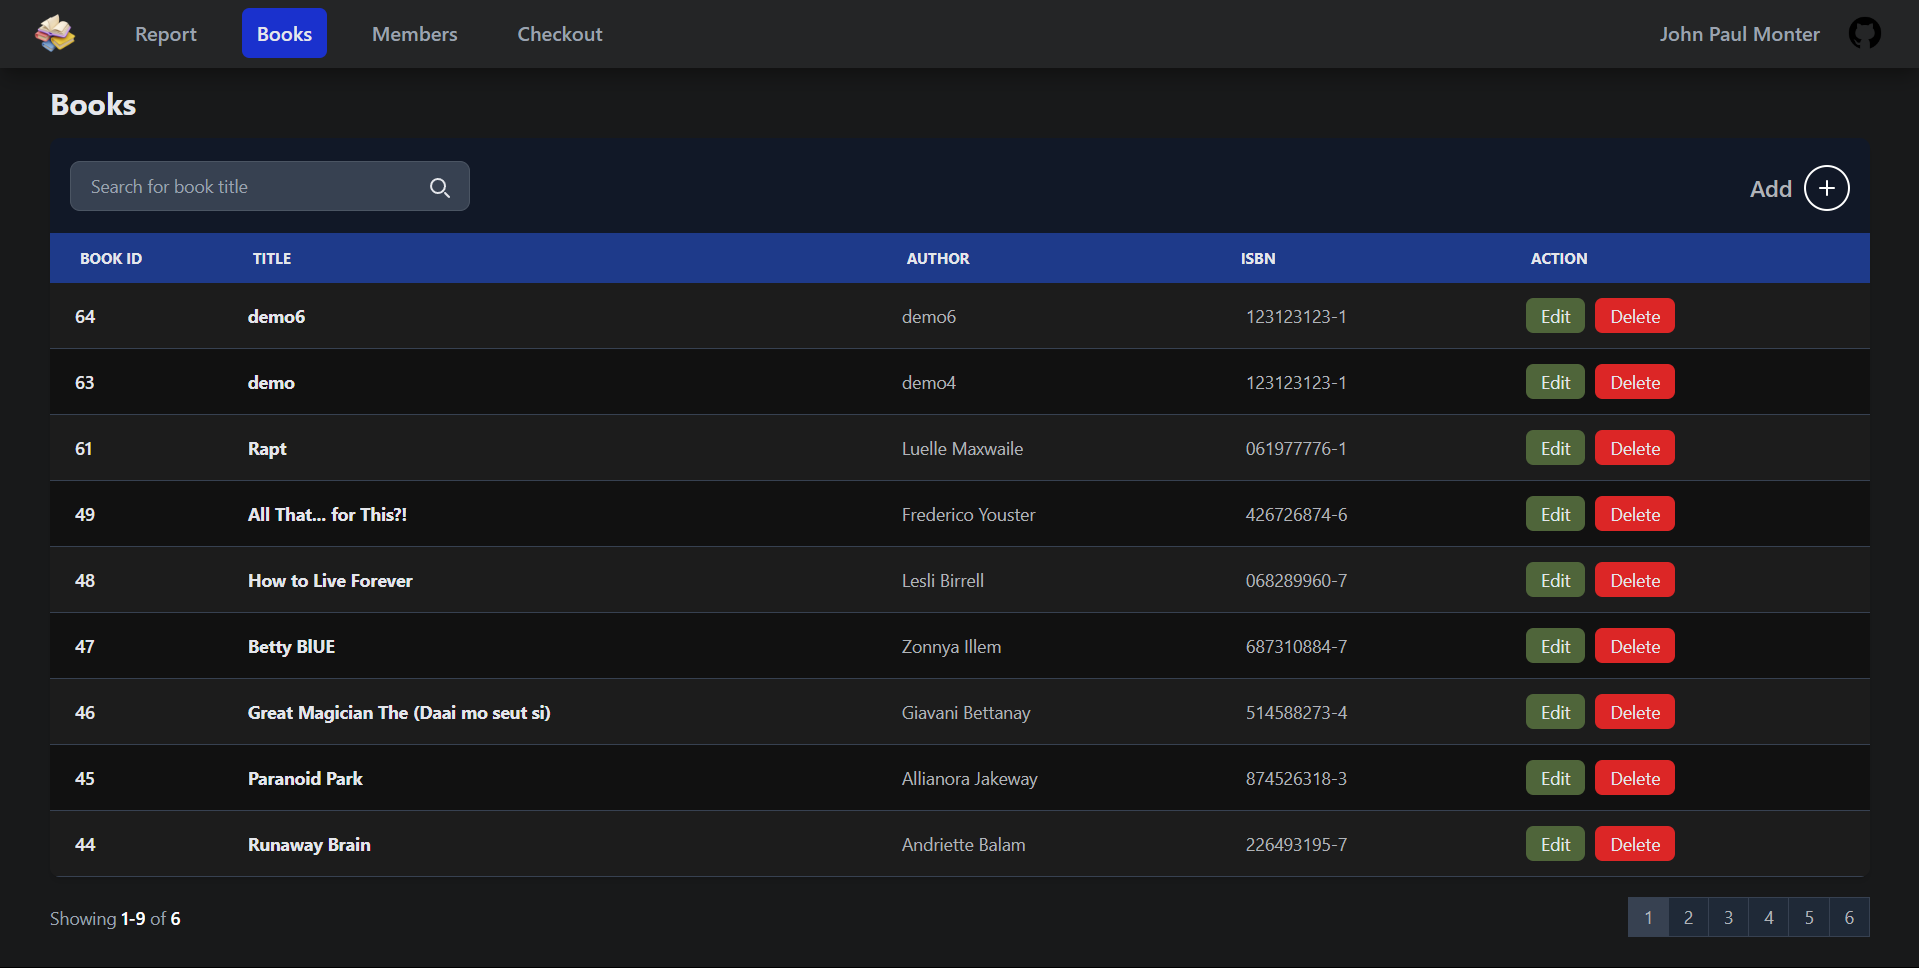 Report Books Members Checkout John Paul Monter
Books
Search for book title Add
BOOK ID TITLE AUTHOR ISBN ACTION
64 demo6 demo6 123123123-1 Edit Delete
63 demo demo4 123123123-1 Edit Delete
61 Rapt Luelle Maxwaile 061977776-1 Edit Delete
49 All That... for This?! Frederico Youster 426726874-6 Edit Delete
48 How to Live Forever Lesli Birrell 068289960-7 Edit Delete
47 Betty BlUE Zonnya Illem 687310884-7 Edit Delete
46 Great Magician The (Daai mo seut si) Giavani Bettanay 514588273-4 Edit Delete
45 Paranoid Park Allianora Jakeway 874526318-3 Edit Delete
44 Runaway Brain Andriette Balam 226493195-7 Edit Delete
Showing 1-9 of 6 1 2 3 4 5 6